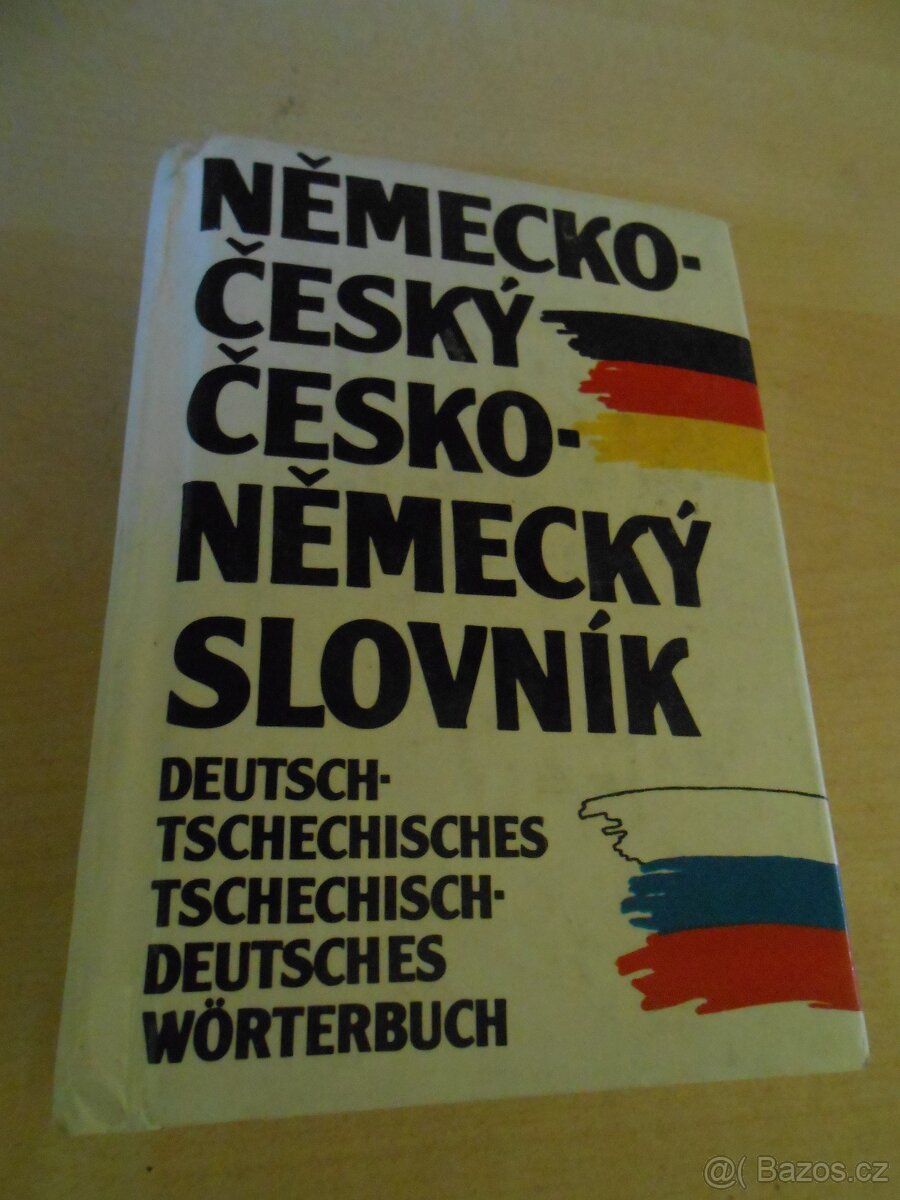 NĚMECKO-
ČESKÝ
ČESKO-
NĚMECKÝ
SLOVNÍK
DEUTSCH-
TSCHECHISCHES
TSCHECHISCH-
DEUTSCHES
WÖRTERBUCH
@( Bazos.cz